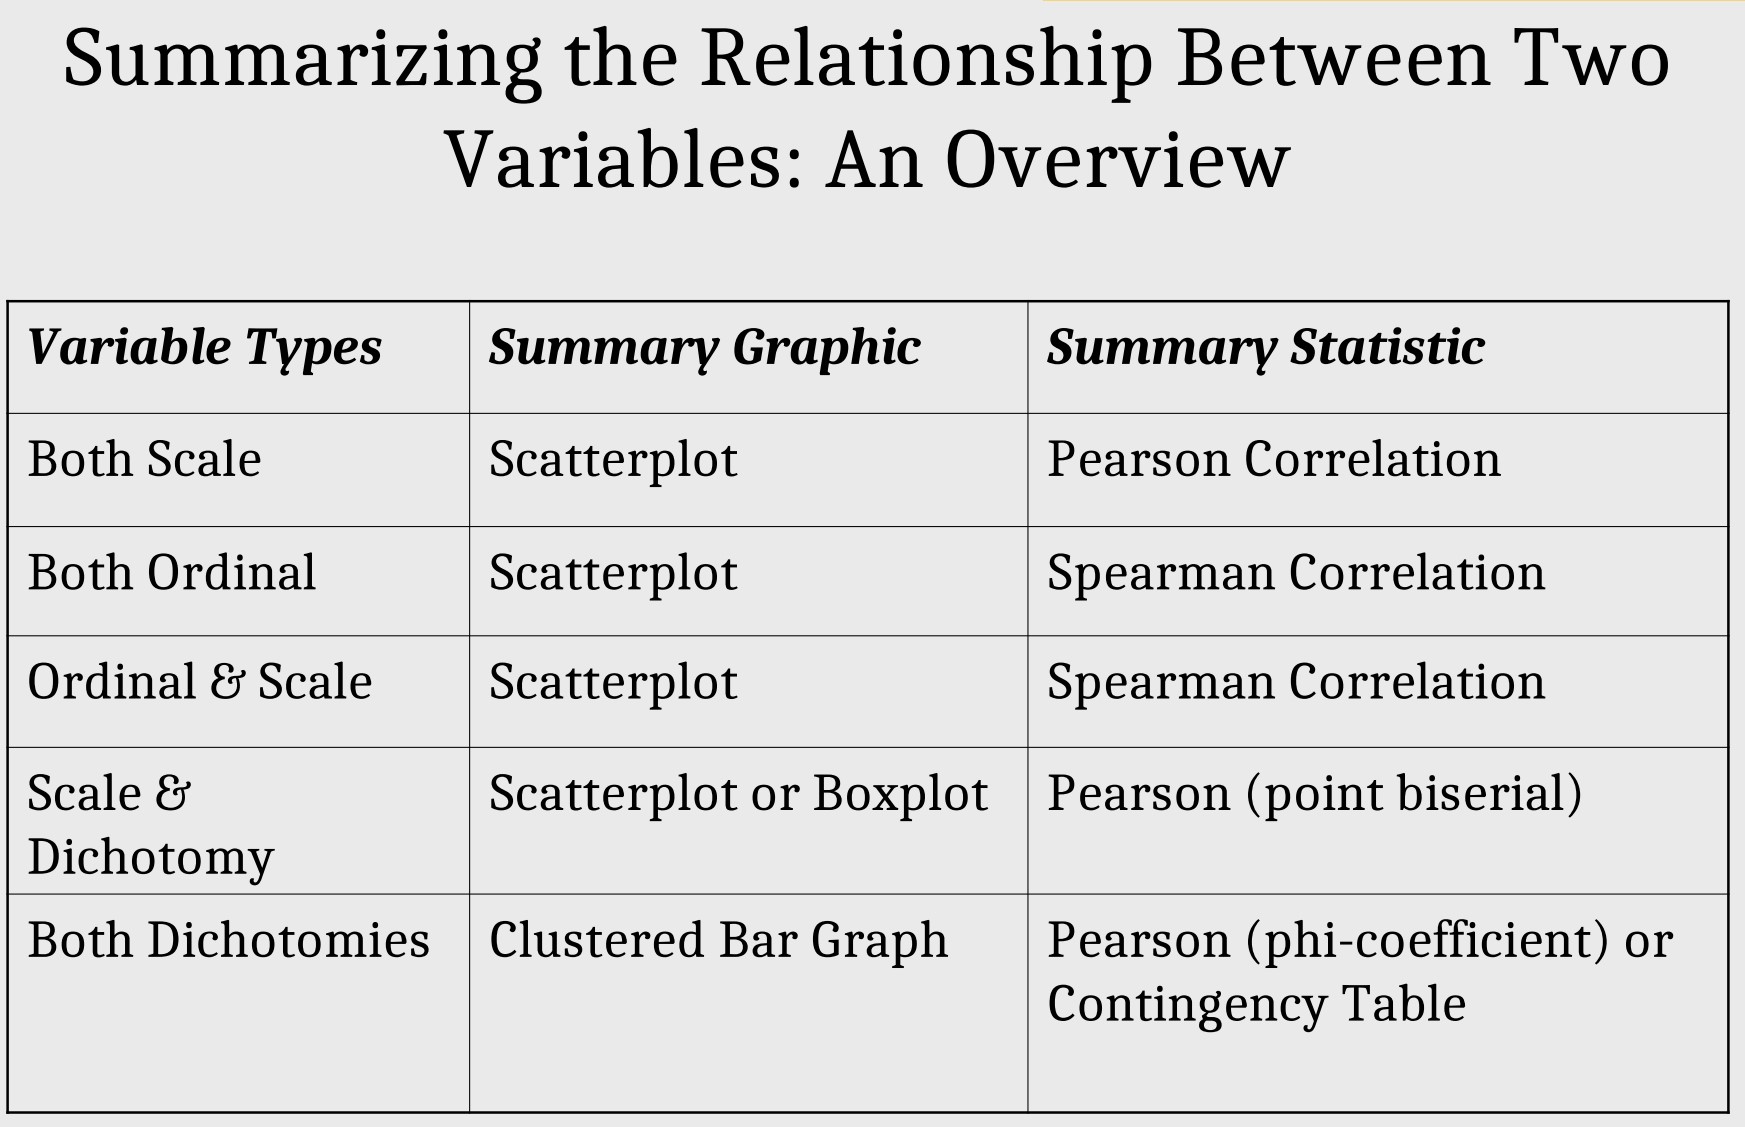 Summarizing the Relationship Between Two
Variables: An Overview
Variable Types
Summary Graphic
Summary Statistic
Both Scale
Scatterplot
Pearson Correlation
Both Ordinal
Scatterplot
Spearman Correlation
Ordinal & Scale
Scatterplot
Spearman Correlation
Scale &
Dichotomy
Scatterplot or Boxplot
Pearson (point biserial)
Both Dichotomies
Clustered Bar Graph
Pearson (phi-coefficient) or
Contingency Table